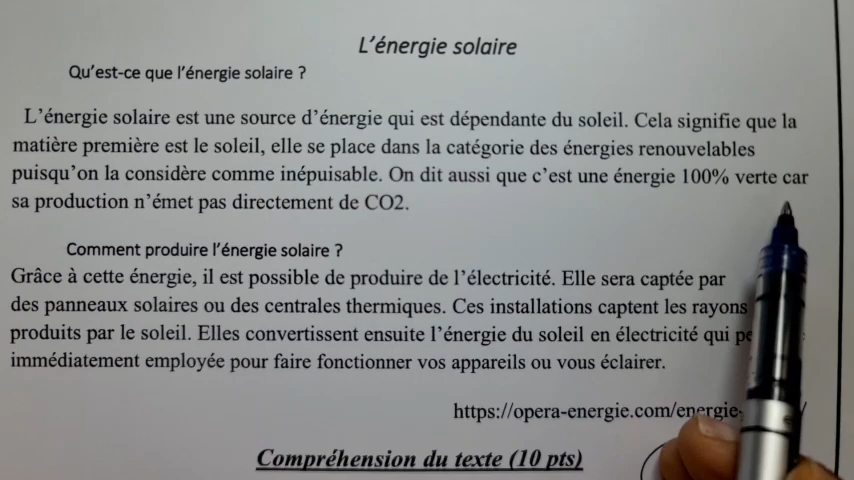 L'énergie solaire
Qu'est-ce que l'énergie solaire ?
L'énergie solaire est une source d'énergie qui est dépendante du soleil. Cela signifie que la
matière première est le soleil, elle se place dans la catégorie des énergies renouvelables
puisqu'on la considère comme inépuisable. On dit aussi que c'est une énergie 100% verte car
sa production n'émet pas directement de CO2.
Comment produire l'énergie solaire ?
Grâce à cette énergie, il est possible de produire de l'électricité. Elle sera captée par
des panneaux solaires ou des centrales thermiques. Ces installations captent les rayons
produits par le soleil. Elles convertissent ensuite l'énergie du soleil en électricité qui
immédiatement employée pour faire fonctionner vos appareils ou vous éclairer.
https://opera-energie.com/energie-
Compréhension du texte (10 pts)